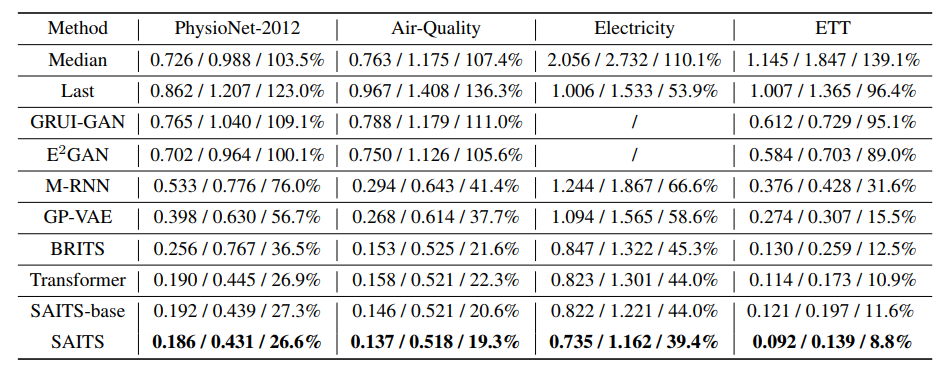 Method PhysioNet-2012 Air-Quality Electricity ETT
Median 0.726 / 0.988 / 103.5% 0.763 / 1.175 / 107.4% 2.056 / 2.732 / 110.1% 1.145 / 1.847 / 139.1%
Last 0.862 / 1.207 / 123.0% 0.967 / 1.408 / 136.3% 1.006 / 1.533 / 53.9% 1.007 / 1.365 / 96.4%
GRUI-GAN 0.765 / 1.040 / 109.1% 0.788 / 1.179 / 111.0% / 0.612 / 0.729 / 95.1%
E²GAN 0.702 / 0.964 / 100.1% 0.750 / 1.126 / 105.6% / 0.584 / 0.703 / 89.0%
M-RNN 0.533 / 0.776 / 76.0% 0.294 / 0.643 / 41.4% 1.244 / 1.867 / 66.6% 0.376 / 0.428 / 31.6%
GP-VAE 0.398 / 0.630 / 56.7% 0.268 / 0.614 / 37.7% 1.094 / 1.565 / 58.6% 0.274 / 0.307 / 15.5%
BRITS 0.256 / 0.767 / 36.5% 0.153 / 0.525 / 21.6% 0.847 / 1.322 / 45.3% 0.130 / 0.259 / 12.5%
Transformer 0.190 / 0.445 / 26.9% 0.158 / 0.521 / 22.3% 0.823 / 1.301 / 44.0% 0.114 / 0.173 / 10.9%
SAITS-base 0.192 / 0.439 / 27.3% 0.146 / 0.521 / 20.6% 0.822 / 1.221 / 44.0% 0.121 / 0.197 / 11.6%
SAITS 0.186 / 0.431 / 26.6% 0.137 / 0.518 / 19.3% 0.735 / 1.162 / 39.4% 0.092 / 0.139 / 8.8%